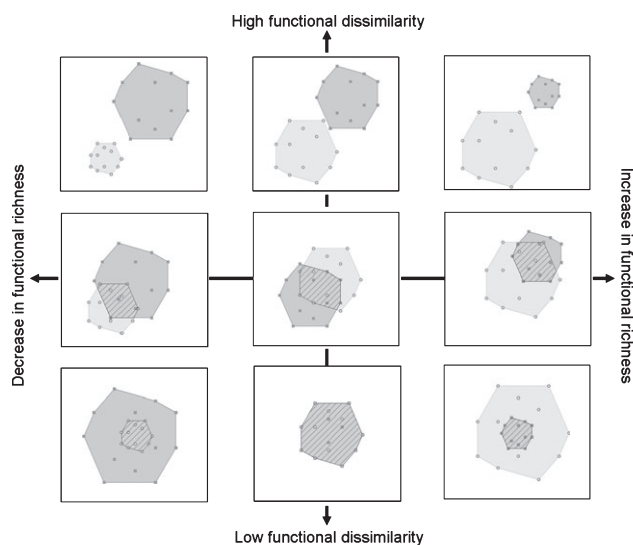 High functional dissimilarity
Decrease in functional richness
Increase in functional
richness
Low functional dissimilarity